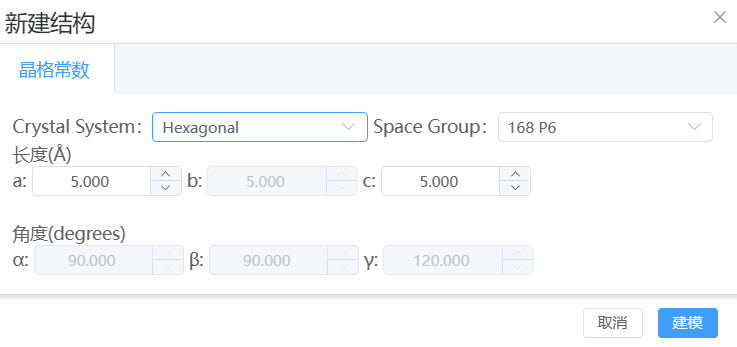 新建结构
晶格常数
Crystal System: Hexagonal Space Group: 168 P6
长度(Å)
a: 5.000 b: 5.000 c: 5.000
角度(degrees)
α: 90.000 β: 90.000 γ: 120.000
取消 建模